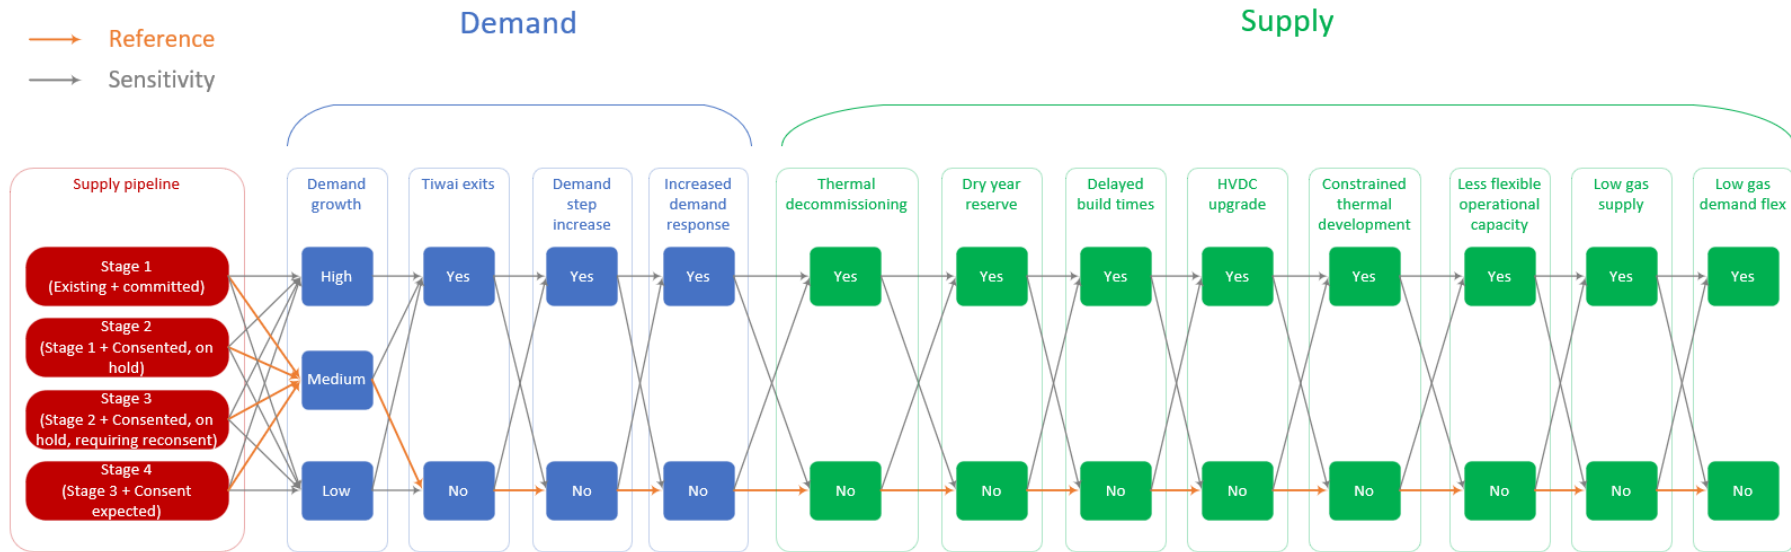 Demand
Supply
Reference
Sensitivity
Supply pipeline
Stage 1
(Existing + committed)
Stage 2
(Stage 1 + Consented, on
hold)
Stage 3
(Stage 2 + Consented, on
hold, requiring reconsent)
Stage 4
(Stage 3 + Consent
expected)
Demand
growth
High
Medium
Low
Tiwai exits
Yes
No
Demand
step
increase
Yes
No
Increased
demand
response
Yes
No
Thermal
decommissioning
Yes
No
Dry year
reserve
Yes
No
Delayed
build times
Yes
No
HVDC
upgrade
Yes
No
Constrained
thermal
development
Yes
No
Less flexible
operational
capacity
Yes
No
Low gas
supply
Yes
No
Low gas
demand flex
Yes
No